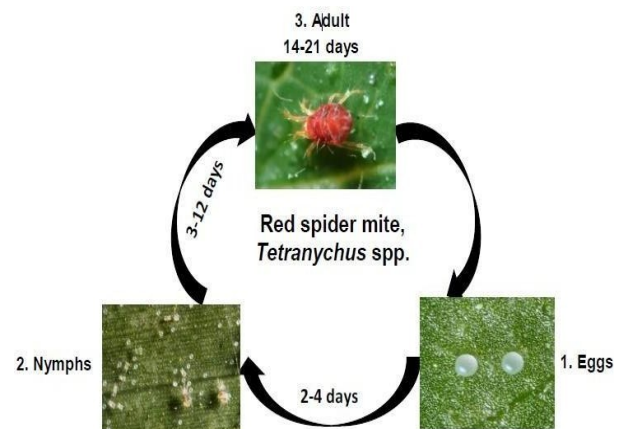 3. Adult
14-21 days
3-12 days
Red spider mite,
Tetranychus spp.
2. Nymphs
1. Eggs
2-4 days